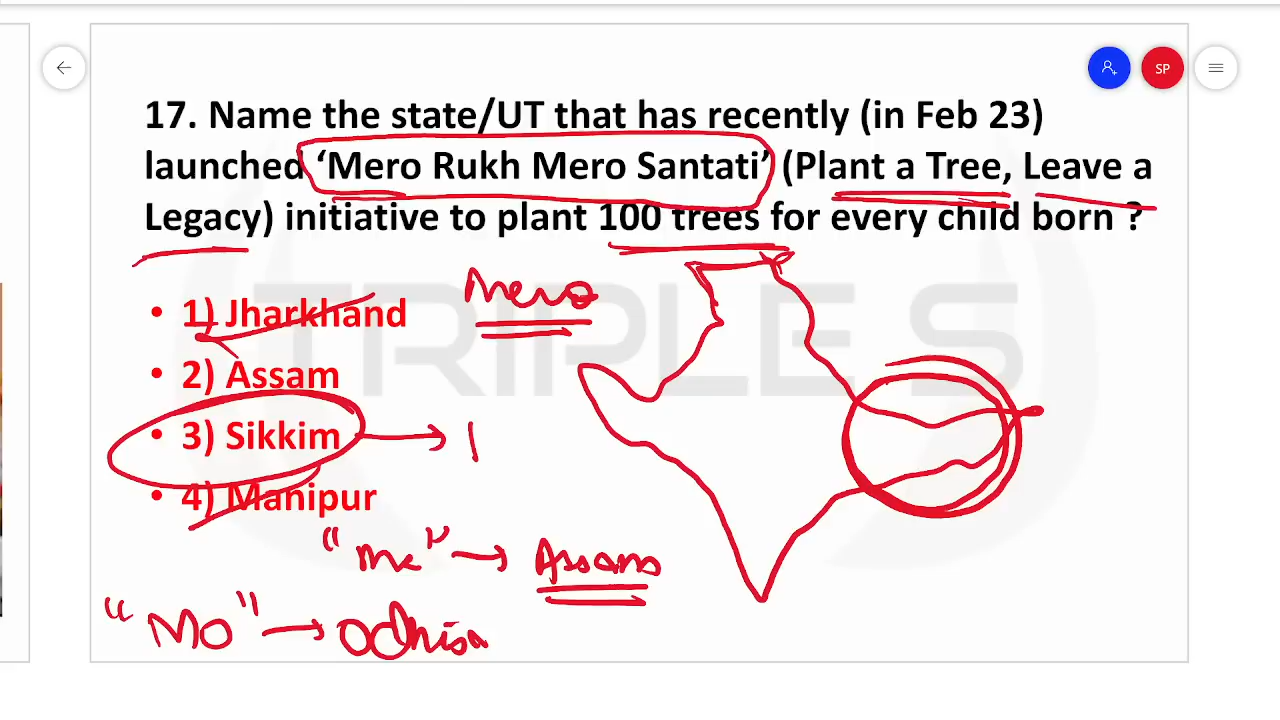 SP
17. Name the state/UT that has recently (in Feb 23)
launched ‘Mero Rukh Mero Santati’ (Plant a Tree, Leave a
Legacy) initiative to plant 100 trees for every child born ?
• 1) Jharkhand
Mero
• 2) Assam
• 3) Sikkim
• 4) Manipur
TRIPLE S
"Me" → Assam
"Mo" → Odhisa